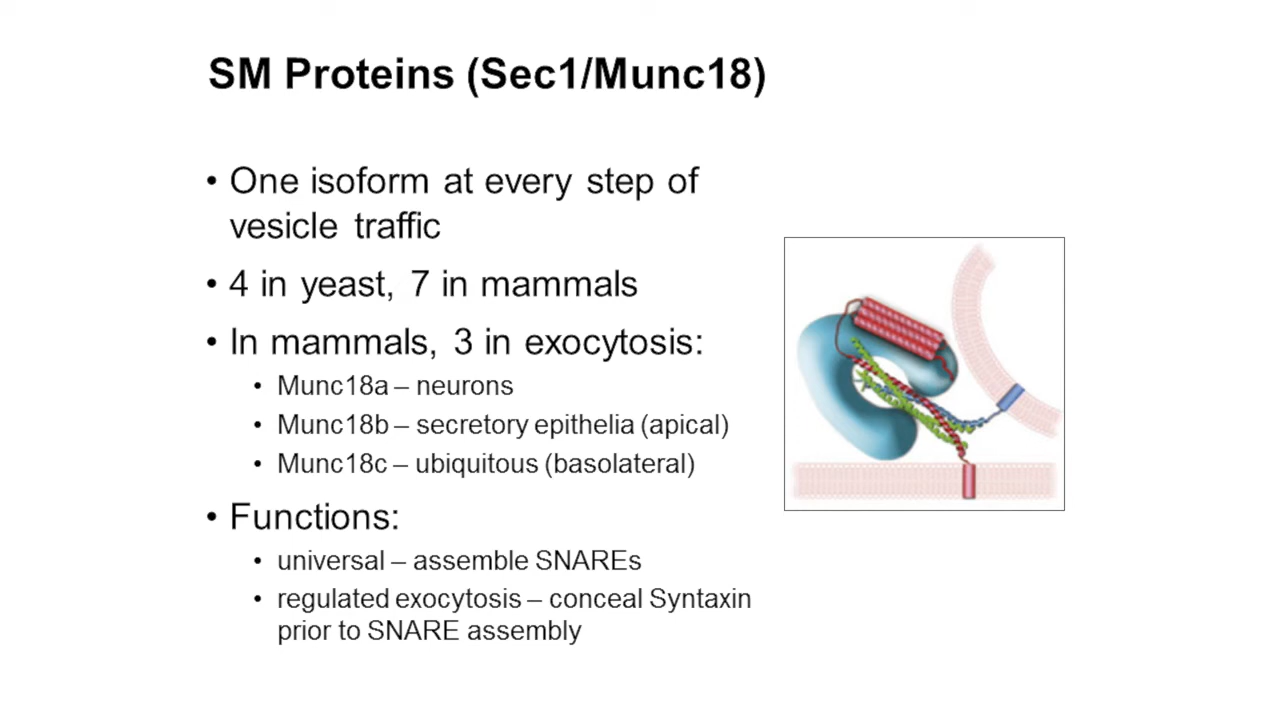 SM Proteins (Sec1/Munc18)
• One isoform at every step of
vesicle traffic
• 4 in yeast, 7 in mammals
• In mammals, 3 in exocytosis:
• Munc18a – neurons
• Munc18b – secretory epithelia (apical)
• Munc18c – ubiquitous (basolateral)
• Functions:
• universal – assemble SNAREs
• regulated exocytosis – conceal Syntaxin
prior to SNARE assembly